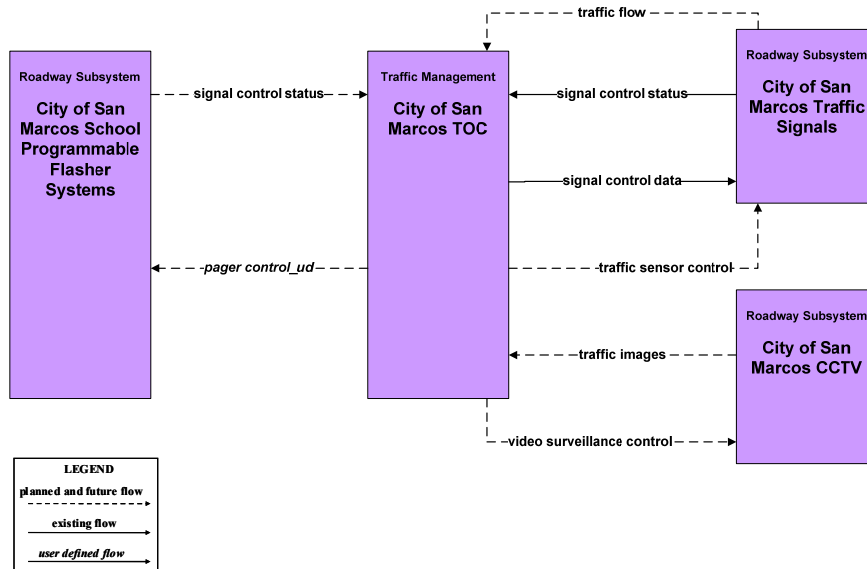 traffic flow
Roadway Subsystem
City of San
Marcos School
Programmable
Flasher
Systems
signal control status
Traffic Management
City of San
Marcos TOC
signal control status
Roadway Subsystem
City of San
Marcos Traffic
Signals
signal control data
pager control_ud
traffic sensor control
Roadway Subsystem
City of San
Marcos CCTV
traffic images
video surveillance control
LEGEND
planned and future flow
existing flow
user defined flow